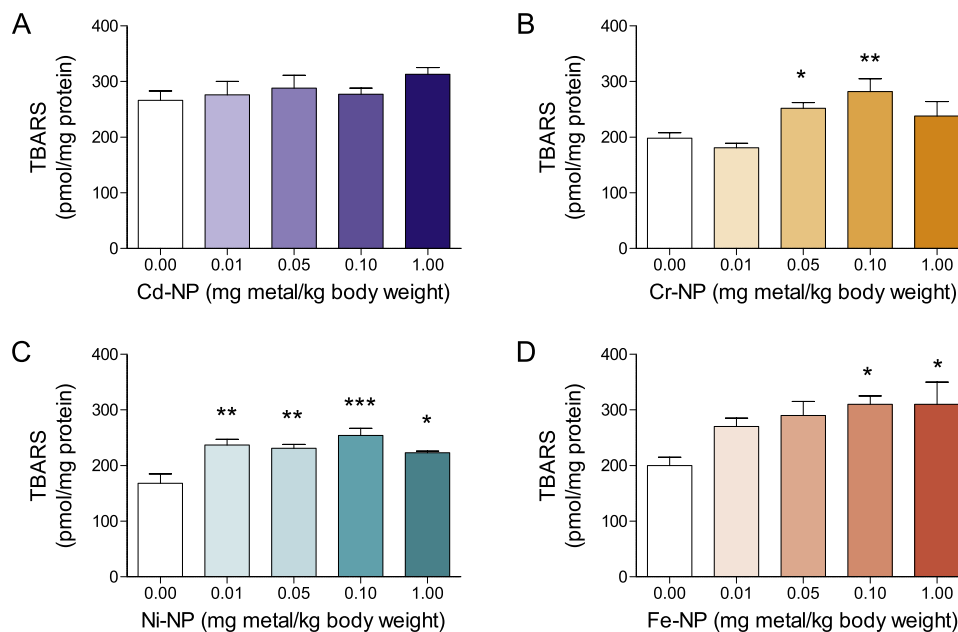 A
TBARS
(pmol/mg protein)
400
300
200
100
0
0.00 0.01 0.05 0.10 1.00
Cd-NP (mg metal/kg body weight)
B
TBARS
(pmol/mg protein)
400
300
200
100
0
* **
0.00 0.01 0.05 0.10 1.00
Cr-NP (mg metal/kg body weight)
C
TBARS
(pmol/mg protein)
400
300
200
100
0
** ** *** *
0.00 0.01 0.05 0.10 1.00
Ni-NP (mg metal/kg body weight)
D
TBARS
(pmol/mg protein)
400
300
200
100
0
* *
0.00 0.01 0.05 0.10 1.00
Fe-NP (mg metal/kg body weight)